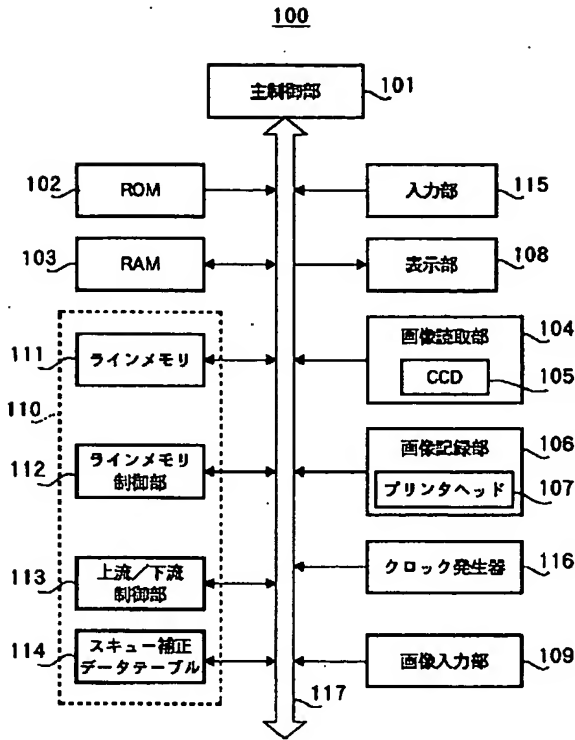 100
主制御部
101
102
ROM
103
RAM
110
111
ラインメモリ
112
ラインメモリ
制御部
113
上流／下流
制御部
114
スキュー補正
データテーブル
入力部
115
表示部
108
画像読取部
104
CCD
105
画像記録部
106
プリンタヘッド
107
クロック発生器
116
画像入力部
109
117